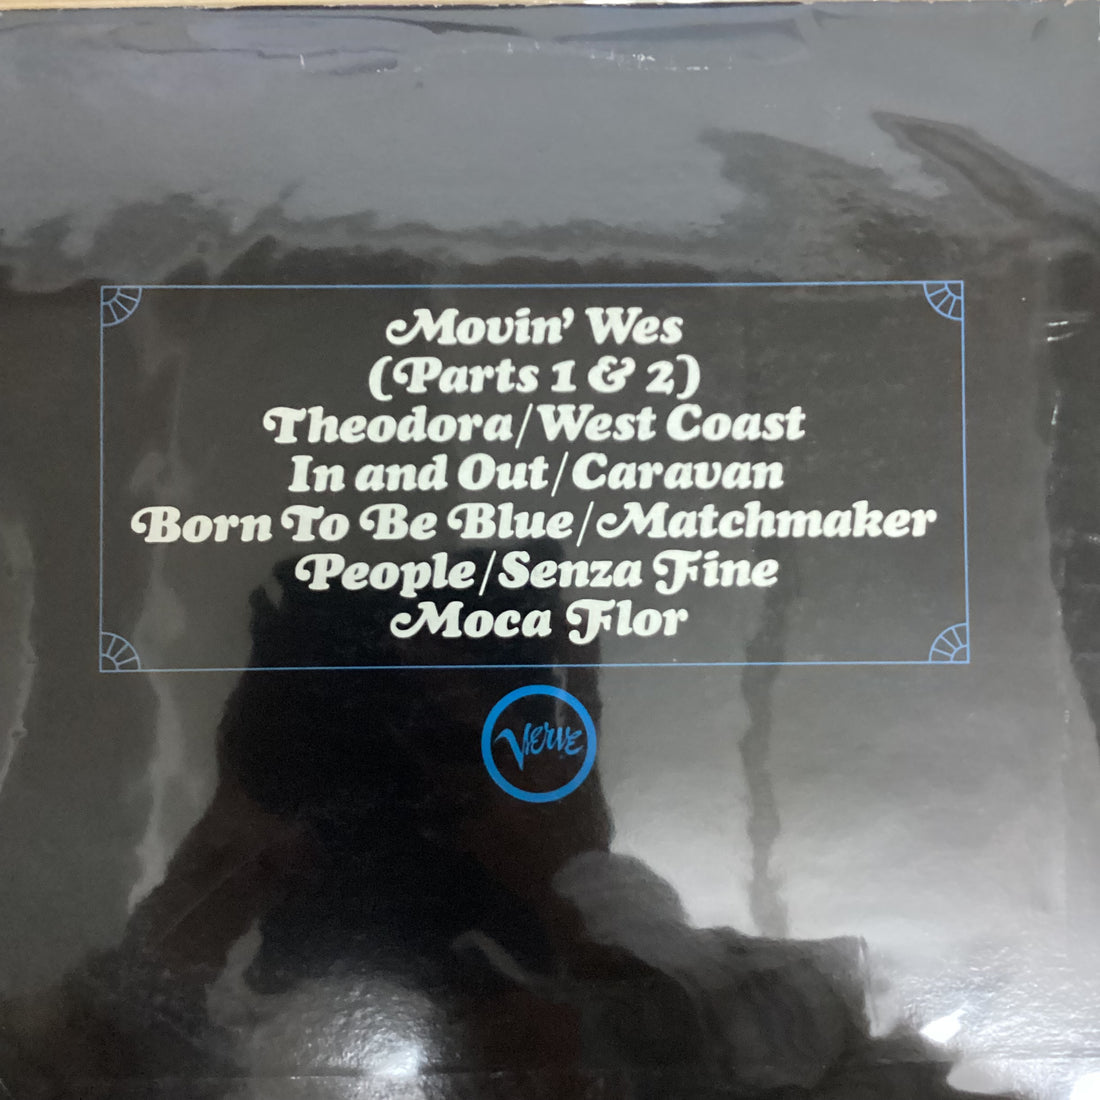 Movin' Wes
(Parts 1 & 2)
Theodora/West Coast
In and Out/Caravan
Born To Be Blue/Matchmaker
People/Senza Fine
Moca Flor
Verve